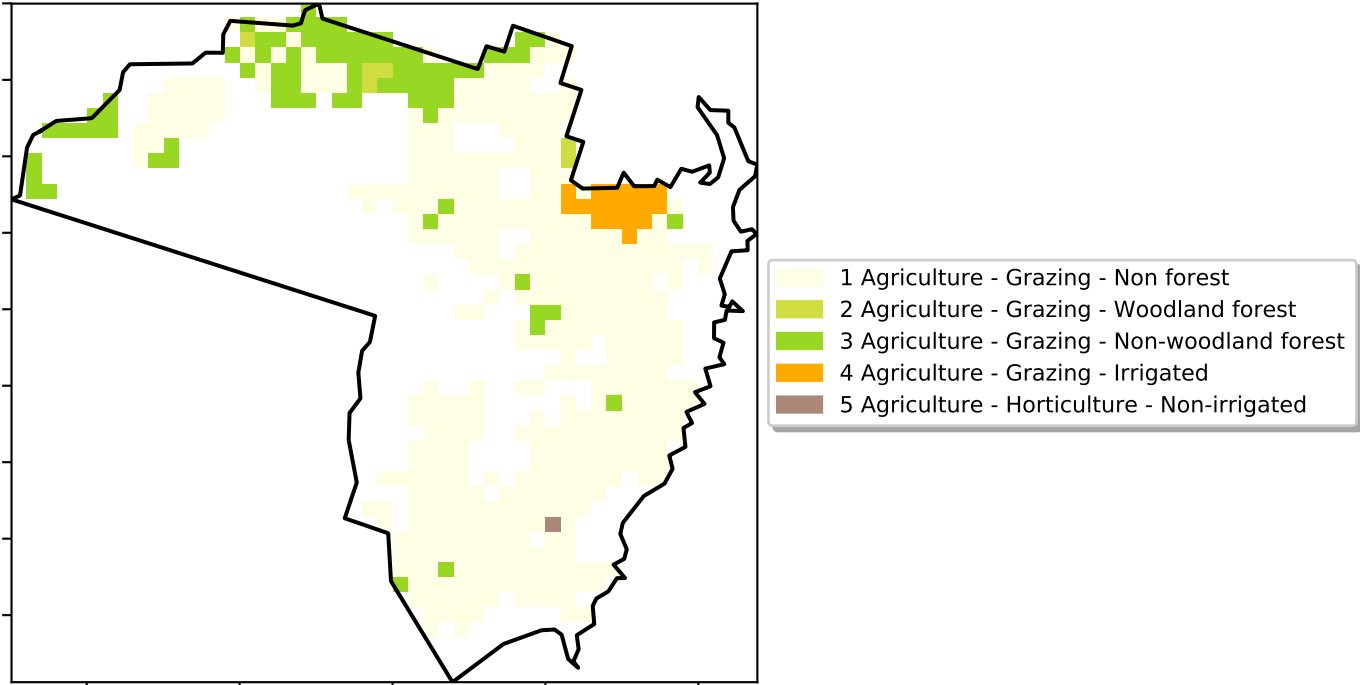 1 Agriculture - Grazing - Non forest
2 Agriculture - Grazing - Woodland forest
3 Agriculture - Grazing - Non-woodland forest
4 Agriculture - Grazing - Irrigated
5 Agriculture - Horticulture - Non-irrigated